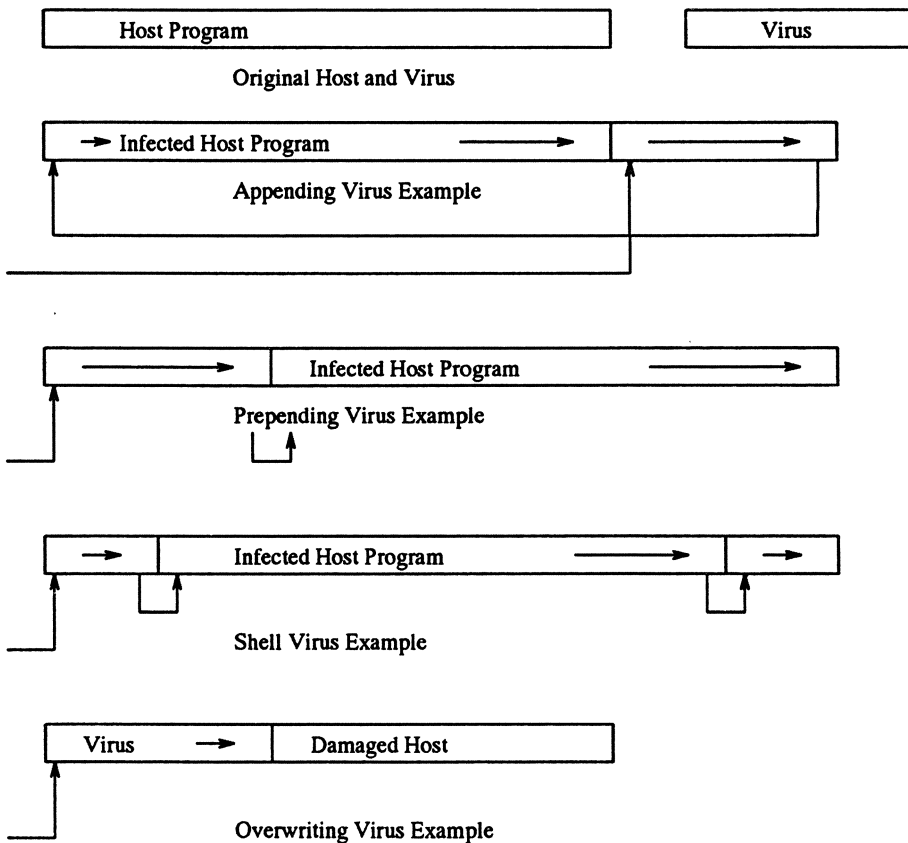 Host Program
Virus
Original Host and Virus
Infected Host Program
Appending Virus Example
Infected Host Program
Prepending Virus Example
Infected Host Program
Shell Virus Example
Virus
Damaged Host
Overwriting Virus Example